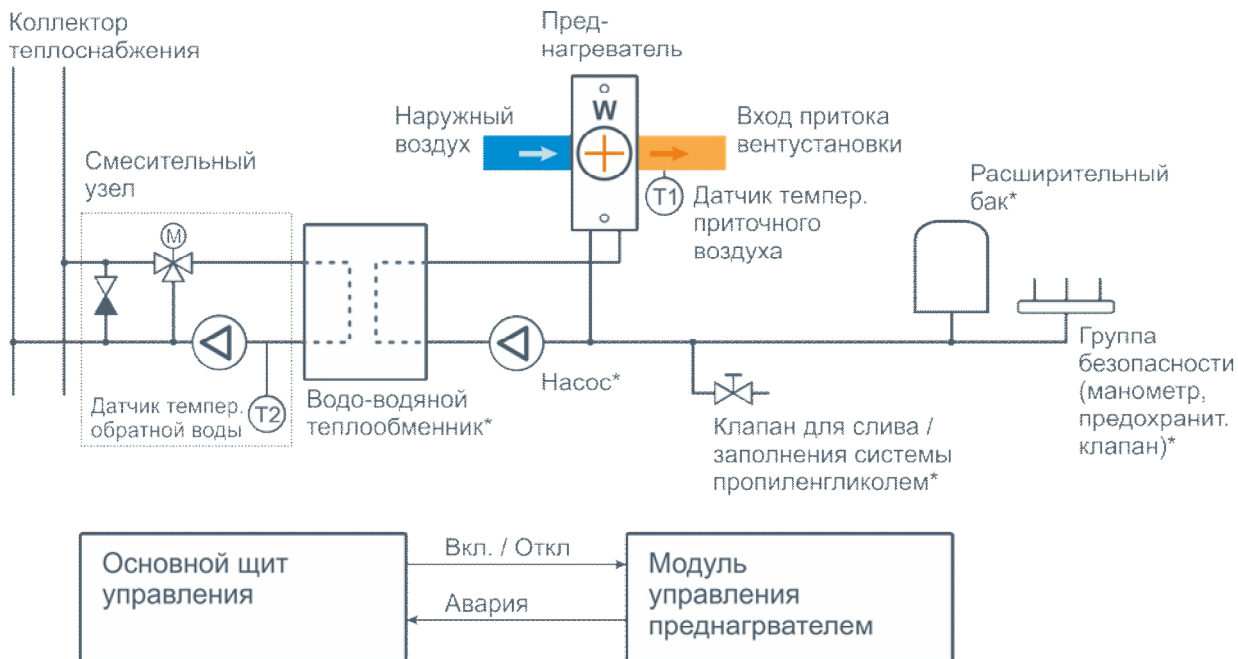 Коллектор
теплоснабжения
Пред-
нагреватель
W
Наружный
воздух
Вход притока
вентустановки
T1
Датчик темпер.
приточного
воздуха
Расширительный
бак*
Смесительный
узел
M
Насос*
Группа
безопасности
(манометр,
предохранит.
клапан)*
Датчик темпер.
обратной воды
T2
Водо-водяной
теплообменник*
Клапан для слива /
заполнения системы
пропиленгликолем*
Основной щит
управления
Вкл. / Откл
Авария
Модуль
управления
преднагрвателем